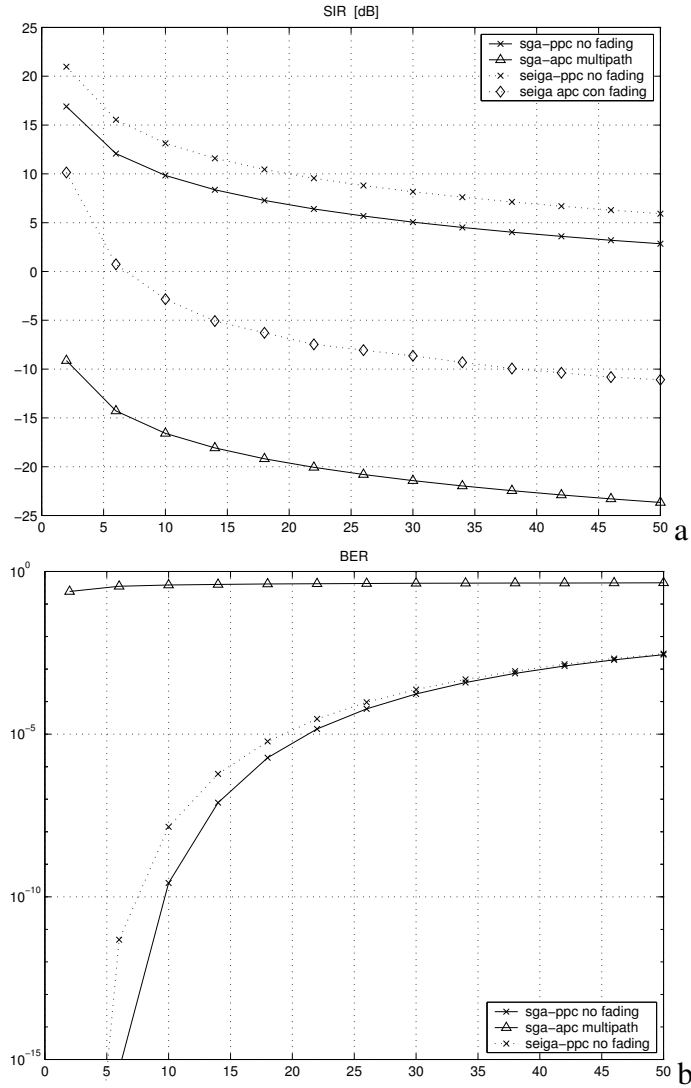 SIR [dB]
25
20
15
10
5
0
−5
−10
−15
−20
−25
0 5 10 15 20 25 30 35 40 45 50
sga-ppc no fading
sga-apc multipath
seiga-ppc no fading
seiga apc con fading
a
BER
10^0
10^−5
10^−10
10^−15
0 5 10 15 20 25 30 35 40 45 50
sga-ppc no fading
sga-apc multipath
seiga-ppc no fading
b